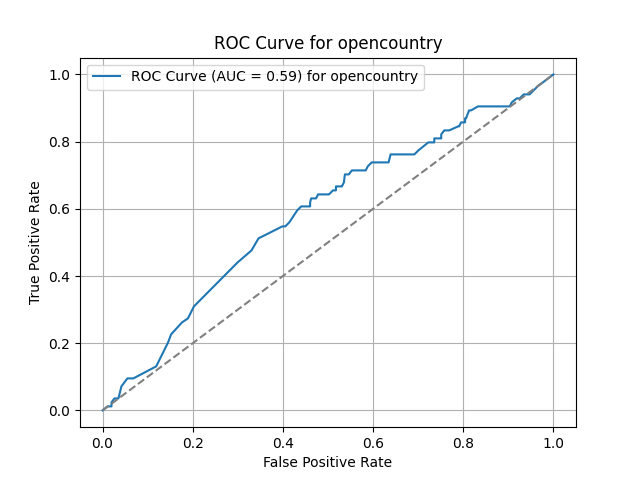 ROC Curve for opencountry
ROC Curve (AUC = 0.59) for opencountry
True Positive Rate
1.0
0.8
0.6
0.4
0.2
0.0
0.0 0.2 0.4 0.6 0.8 1.0
False Positive Rate